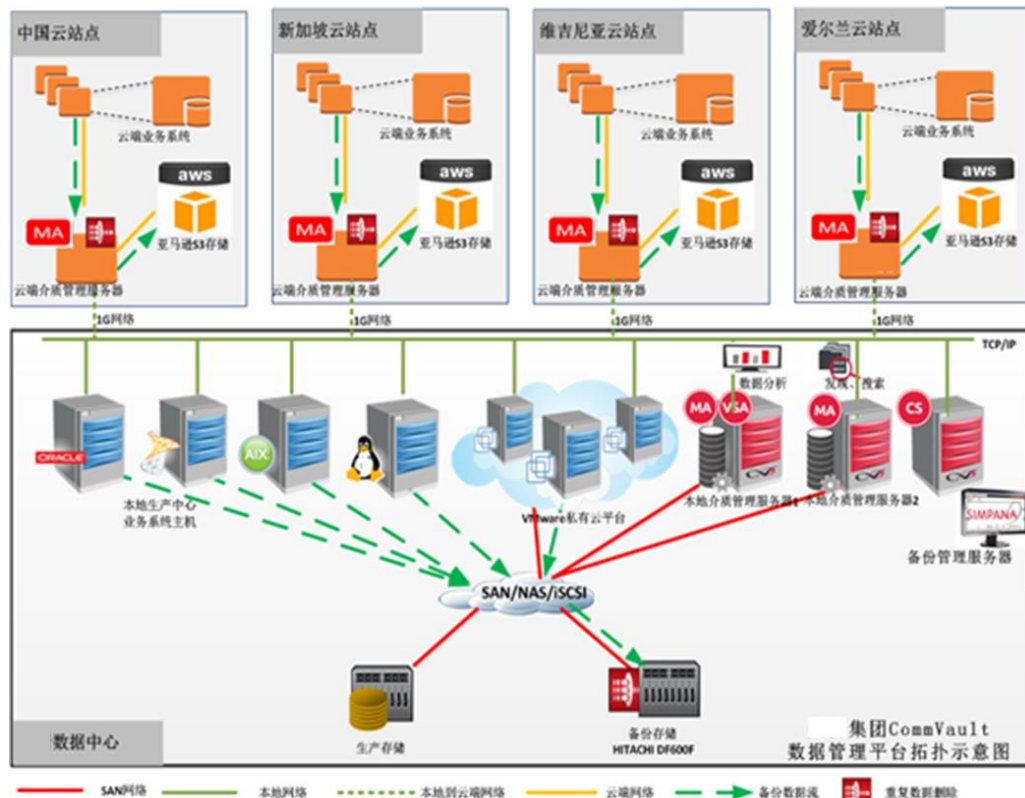 中国云站点
新加坡云站点
维吉尼亚云站点
爱尔兰云站点
云端业务系统
云端业务系统
云端业务系统
云端业务系统
aws
aws
aws
aws
MA
MA
MA
MA
亚马逊S3存储
亚马逊S3存储
亚马逊S3存储
亚马逊S3存储
云端介质管理服务器
云端介质管理服务器
云端介质管理服务器
云端介质管理服务器
1G网络
1G网络
1G网络
1G网络
TCP/IP
数据分析
发现、搜索
MA
VSA
MA
CS
ORACLE
AIX
本地生产中心
业务系统主机
VMware私有云平台
本地介质管理服务器1
本地介质管理服务器2
SIMPANA
备份管理服务器
SAN/NAS/iSCSI
生产存储
备份存储
HITACHI DF600F
数据中心
集团CommVault
数据管理平台拓扑示意图
SAN网络
本地网络
本地到云端网络
云端网络
备份数据流
重复数据删除